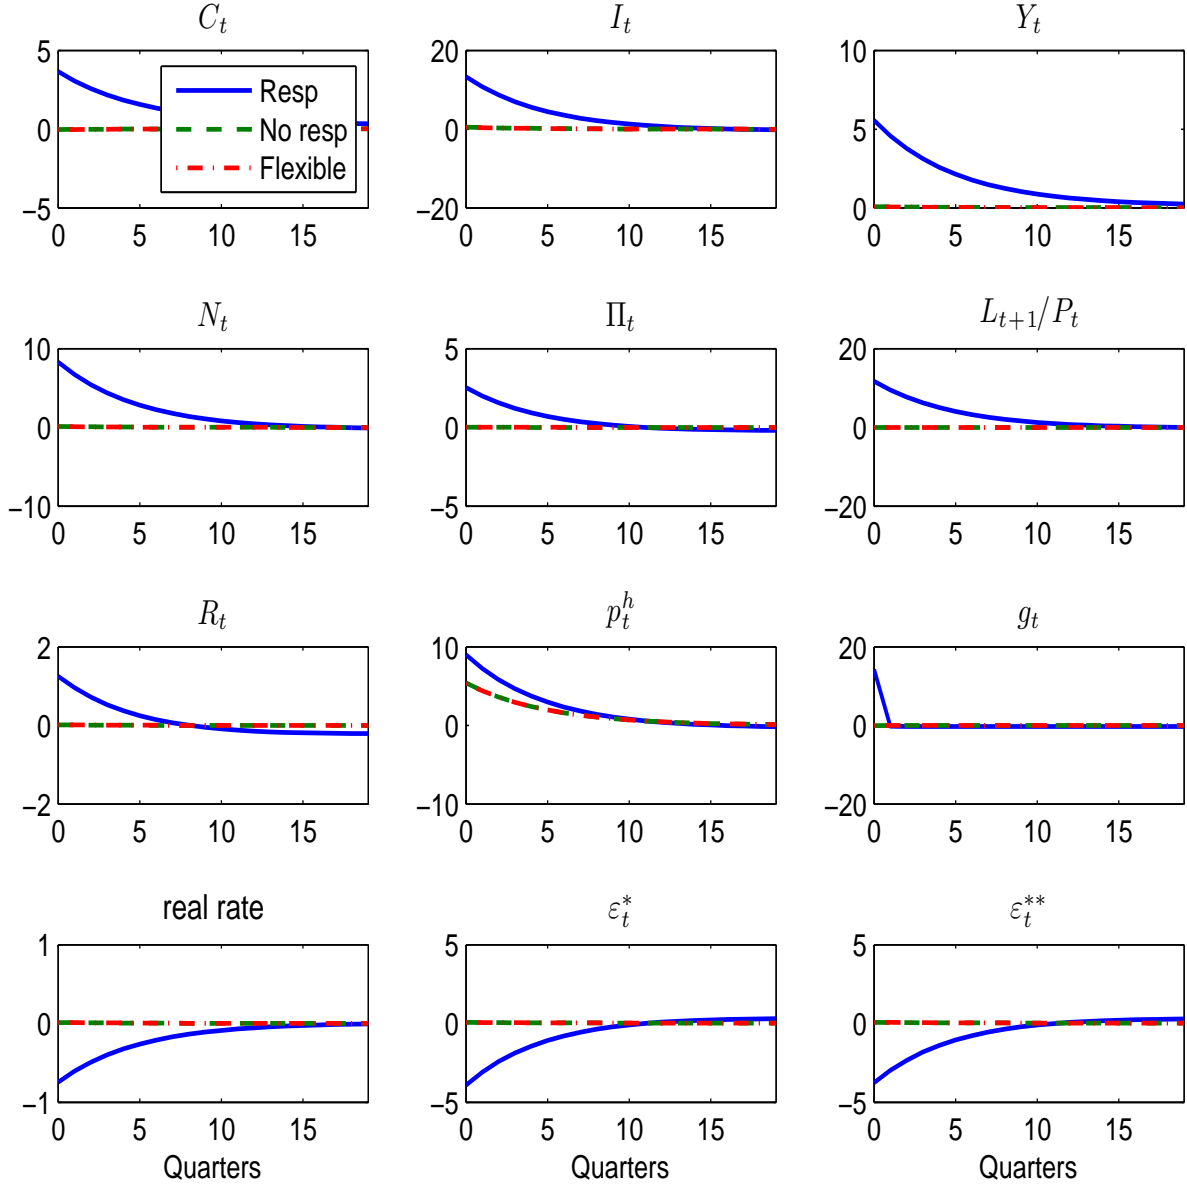 C_t I_t Y_t
5 20 10
Resp
No resp
Flexible
0 0 5
−5 −20 0
0 5 10 15 0 5 10 15 0 5 10 15
N_t Π_t L_{t+1}/P_t
10 5 20
0 0 0
−10 −5 −20
0 5 10 15 0 5 10 15 0 5 10 15
R_t p_t^h g_t
2 10 20
0 0 0
−2 −10 −20
0 5 10 15 0 5 10 15 0 5 10 15
real rate ε_t^* ε_t^{**}
1 5 5
0 0 0
−1 −5 −5
0 5 10 15 0 5 10 15 0 5 10 15
Quarters Quarters Quarters